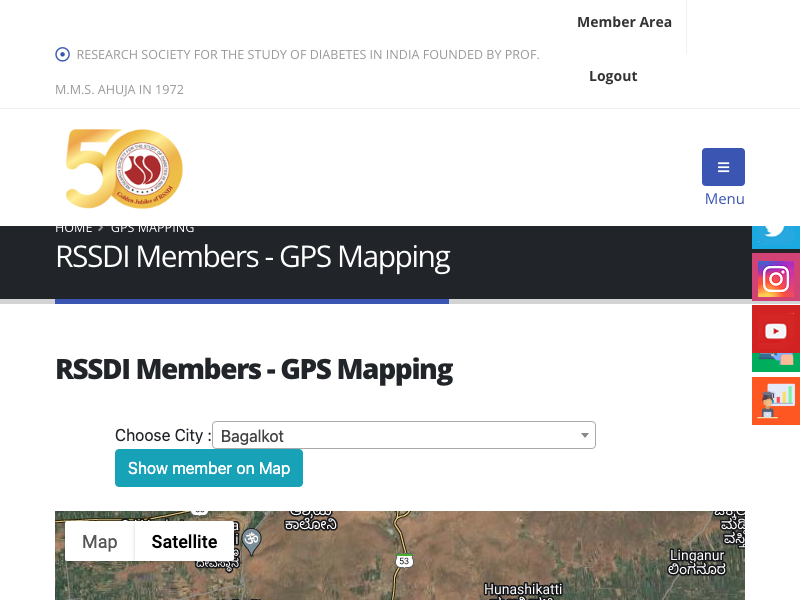 Member Area
RESEARCH SOCIETY FOR THE STUDY OF DIABETES IN INDIA FOUNDED BY PROF.
M.M.S. AHUJA IN 1972
Logout
50
Golden Jubilee of RSSDI
Menu
HOME GPS MAPPING
RSSDI Members - GPS Mapping
RSSDI Members - GPS Mapping
Choose City : Bagalkot
Show member on Map
Map Satellite
ಕಾಲೋನಿ
ದೇವಸ್ಥಾನ
53
Linganur
ಲಿಂಗನೂರ
Hunashikatti